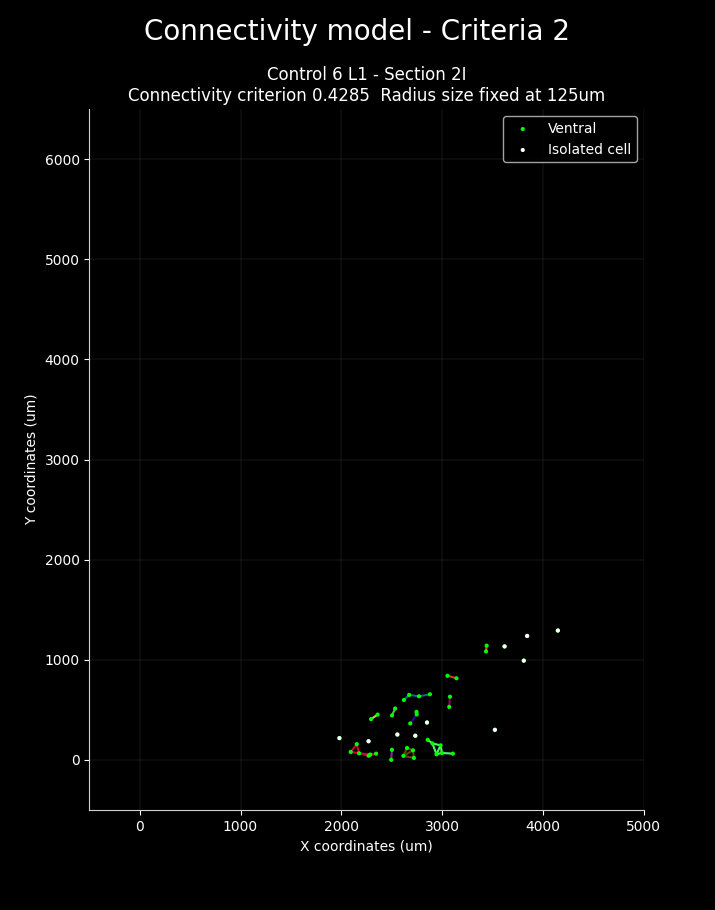 Connectivity model - Criteria 2
Control 6 L1 - Section 2I
Connectivity criterion 0.4285  Radius size fixed at 125um
Ventral
Isolated cell
6000
5000
4000
3000
2000
1000
0
Y coordinates (um)
0 1000 2000 3000 4000 5000
X coordinates (um)